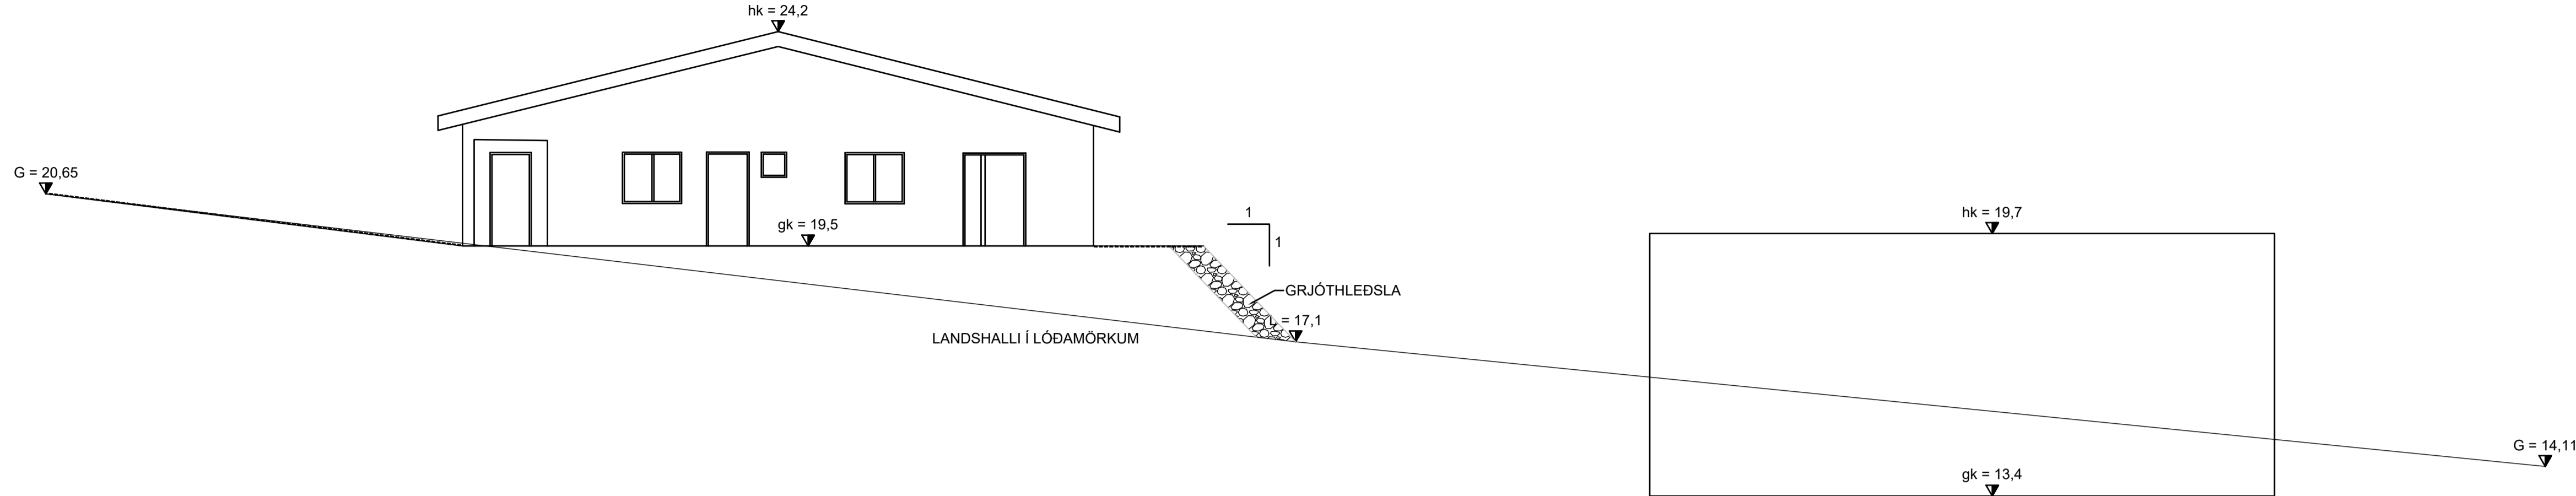 hk = 24,2
G = 20,65
gk = 19,5
1
1
hk = 19,7
GRJÓTHLEÐSLA
L = 17,1
LANDSHALLI Í LÓÐAMÖRKUM
G = 14,11
gk = 13,4